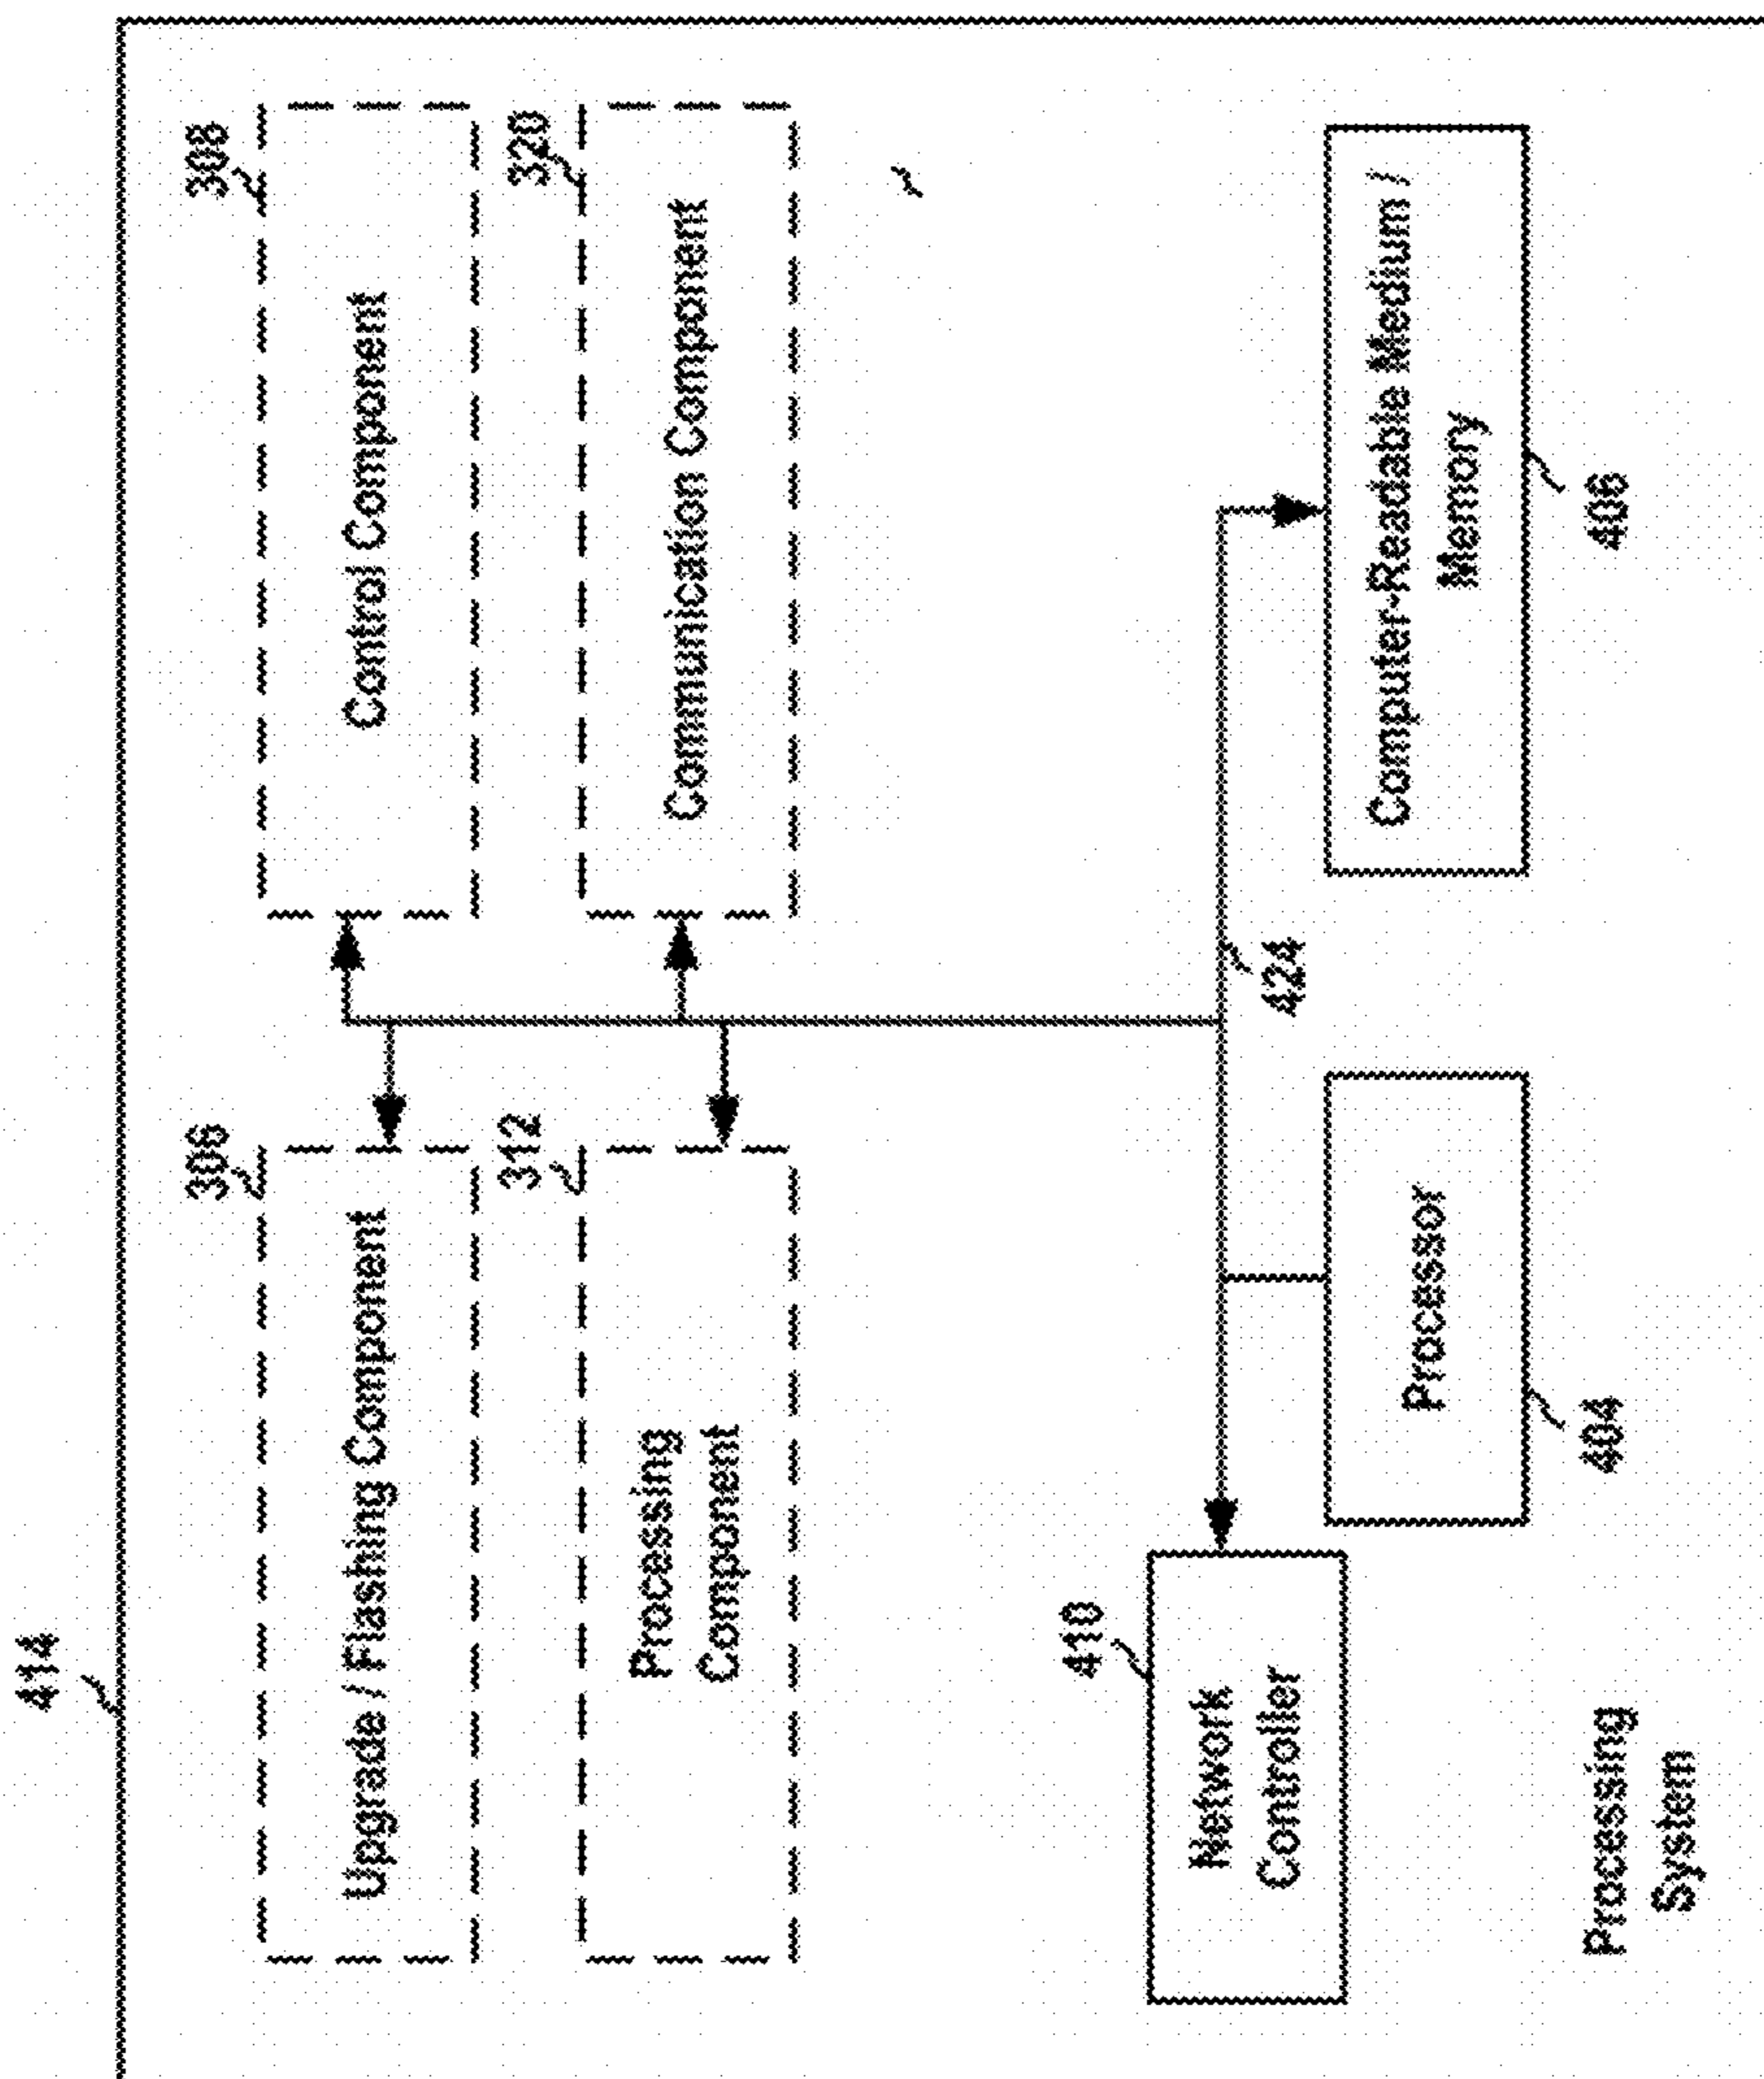 414
306
308
Upgrade / Flashing Component
Control Component
312
320
Processing
Component
Communication Component
410
Network
Controller
424
Processor
Computer-Readable Medium /
Memory
404
406
Processing
System